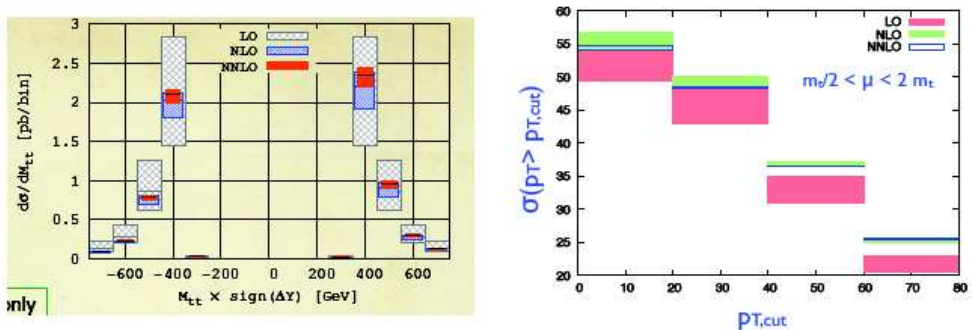 3
2.5
2
1.5
1
0.5
0
LO
NLO
NNLO
dσ/dM_tt [pb/bin]
−600 −400 −200 0 200 400 600
M_tt × sign(ΔY) [GeV]
only
60
55
50
45
40
35
30
25
20
LO
NLO
NNLO
m_t/2 < μ < 2 m_t
σ(p_T > p_T,cut)
0 10 20 30 40 50 60 70 80
p_T,cut